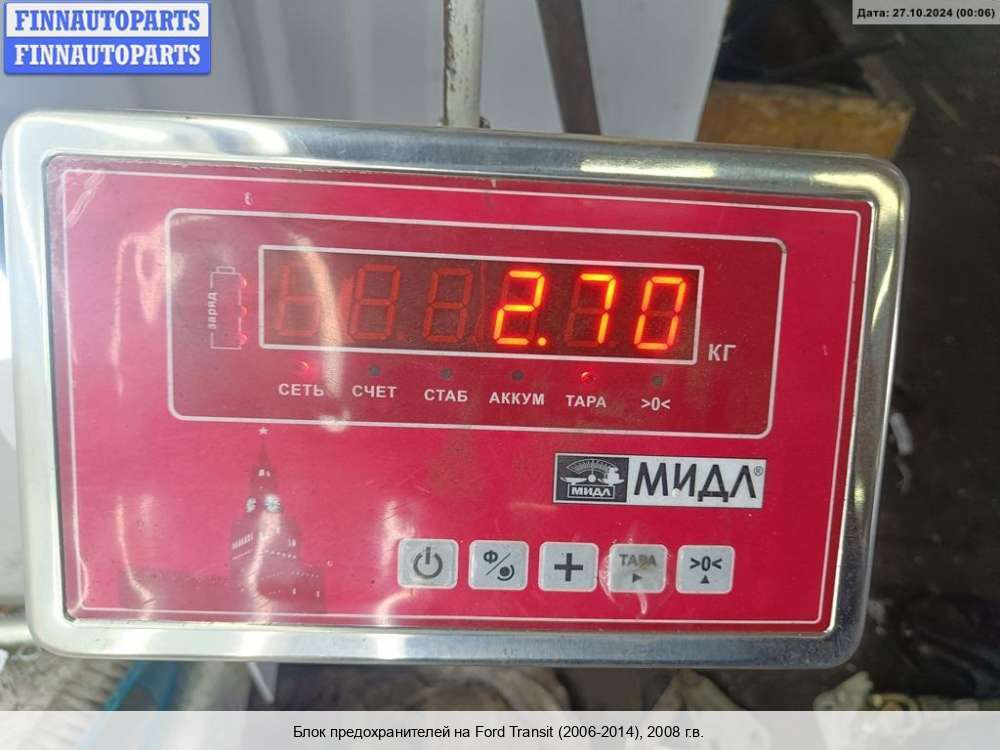 FINNAUTOPARTS
FINNAUTOPARTS
Дата: 27.10.2024 (00:06)
заряд
2.70
КГ
СЕТЬ СЧЕТ СТАБ АККУМ ТАРА >0<
МИДЛ МИДЛ®
Ф/ + ТАРА >0<
Блок предохранителей на Ford Transit (2006-2014), 2008 г.в.